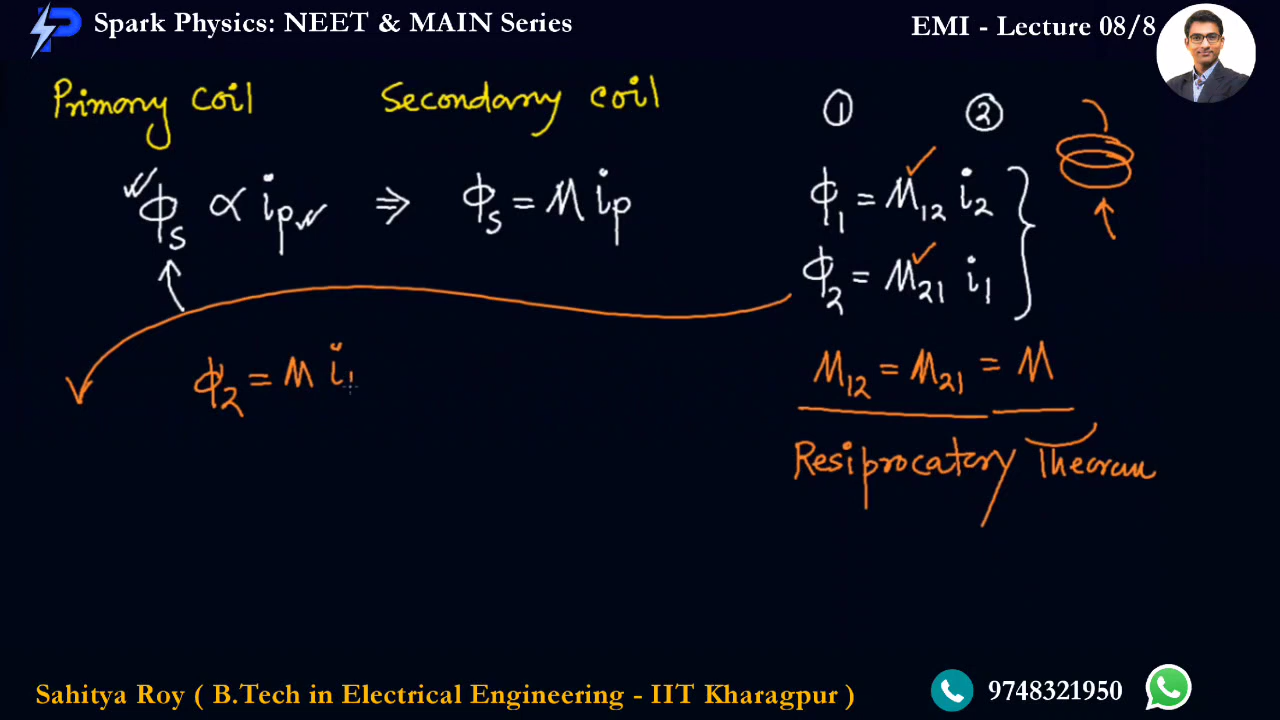 Spark Physics: NEET & MAIN Series
EMI - Lecture 08/8
Primary coil
Secondarry coil
① ②
ϕs ∝ ip ⇒ ϕs = M ip
ϕ1 = M12 i2
ϕ2 = M21 i1
ϕ2 = M i1
M12 = M21 = M
Resiprocatory Theoram
Sahitya Roy ( B.Tech in Electrical Engineering - IIT Kharagpur )
9748321950